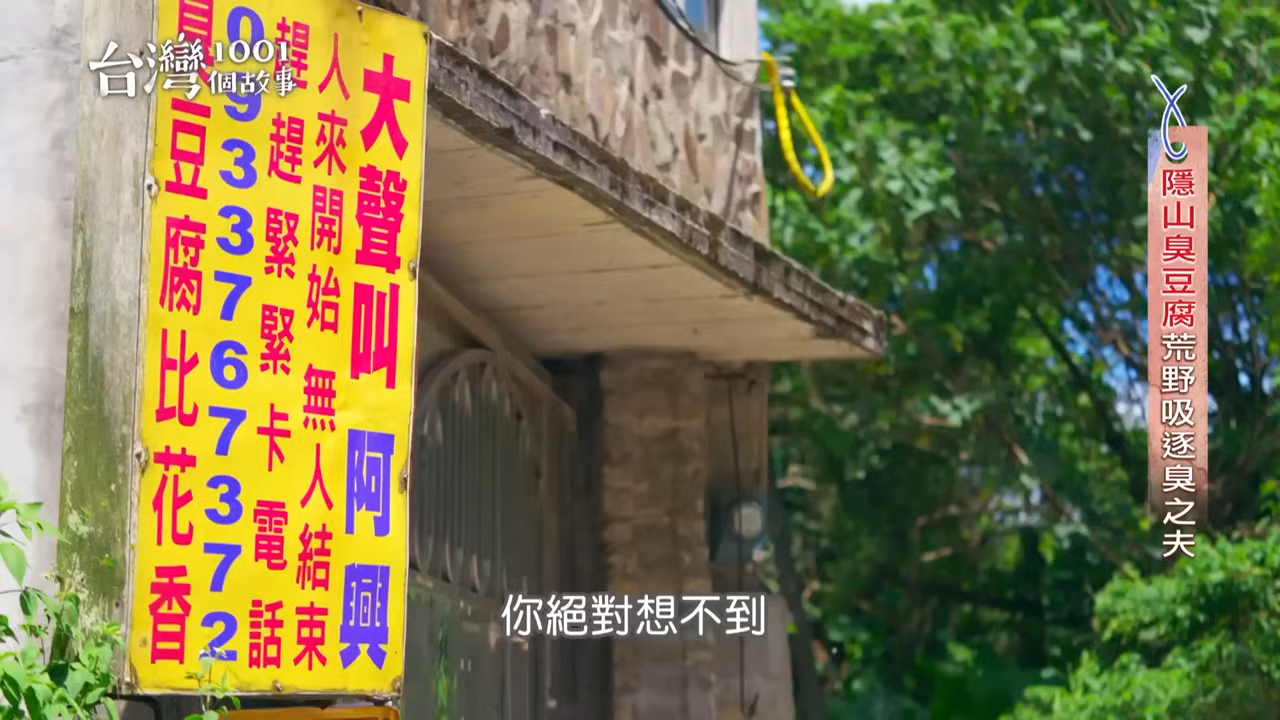 台灣1001個故事
大聲叫 阿興
人來開始 無人結束
趕趕緊緊卡電話
0933767372
臭豆腐比花香
隱山臭豆腐荒野吸逐臭之夫
你絕對想不到